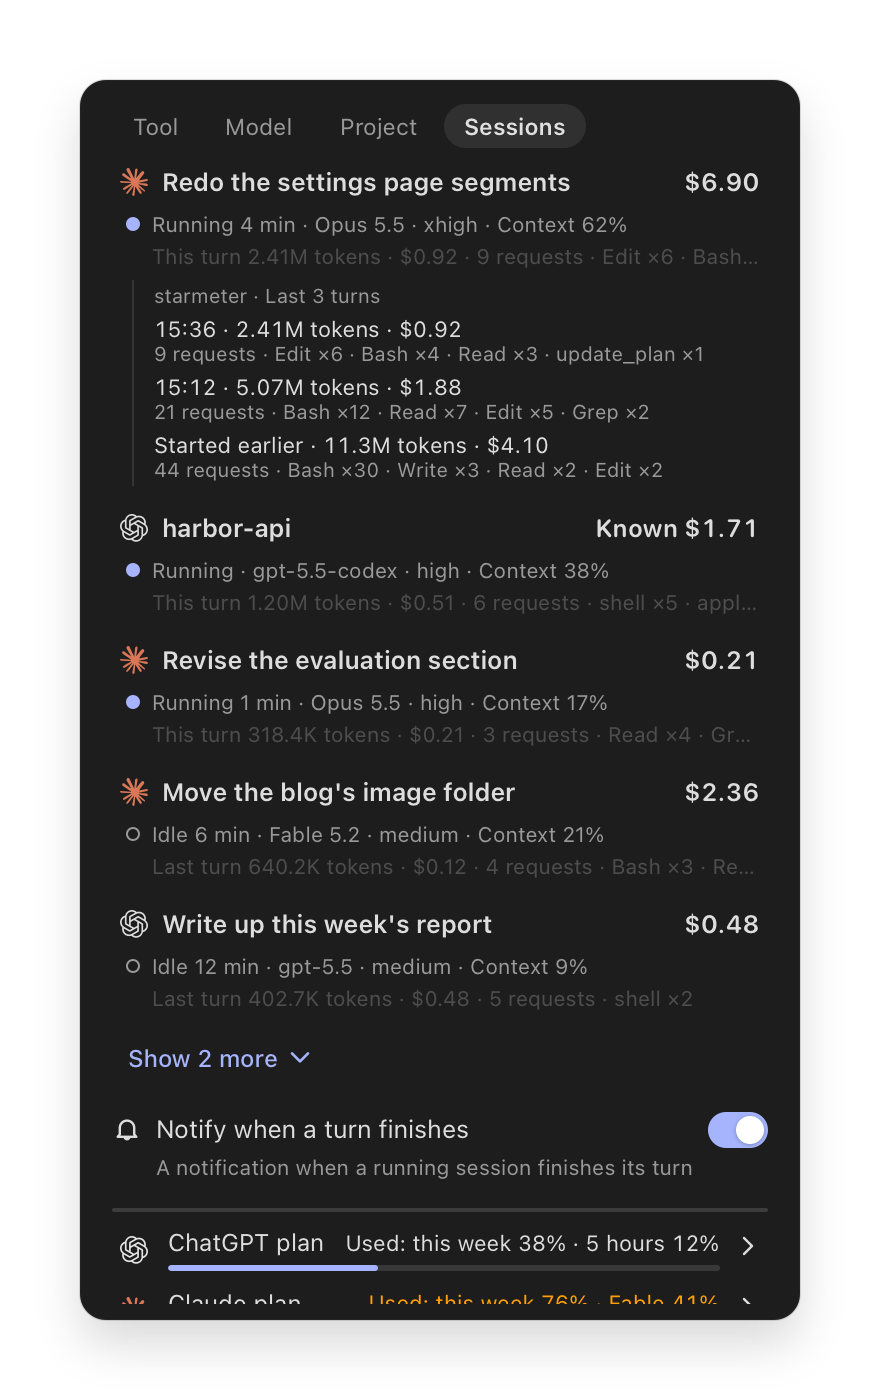 Tool Model Project Sessions
Redo the settings page segments $6.90
Running 4 min · Opus 5.5 · xhigh · Context 62%
This turn 2.41M tokens · $0.92 · 9 requests · Edit ×6 · Bash...
starmeter · Last 3 turns
15:36 · 2.41M tokens · $0.92
9 requests · Edit ×6 · Bash ×4 · Read ×3 · update_plan ×1
15:12 · 5.07M tokens · $1.88
21 requests · Bash ×12 · Read ×7 · Edit ×5 · Grep ×2
Started earlier · 11.3M tokens · $4.10
44 requests · Bash ×30 · Write ×3 · Read ×2 · Edit ×2
harbor-api Known $1.71
Running · gpt-5.5-codex · high · Context 38%
This turn 1.20M tokens · $0.51 · 6 requests · shell ×5 · appl...
Revise the evaluation section $0.21
Running 1 min · Opus 5.5 · high · Context 17%
This turn 318.4K tokens · $0.21 · 3 requests · Read ×4 · Gr...
Move the blog's image folder $2.36
Idle 6 min · Fable 5.2 · medium · Context 21%
Last turn 640.2K tokens · $0.12 · 4 requests · Bash ×3 · Re...
Write up this week's report $0.48
Idle 12 min · gpt-5.5 · medium · Context 9%
Last turn 402.7K tokens · $0.48 · 5 requests · shell ×2
Show 2 more
Notify when a turn finishes
A notification when a running session finishes its turn
ChatGPT plan Used: this week 38% · 5 hours 12%
Claude plan Used: this week 76% · Fable 41%